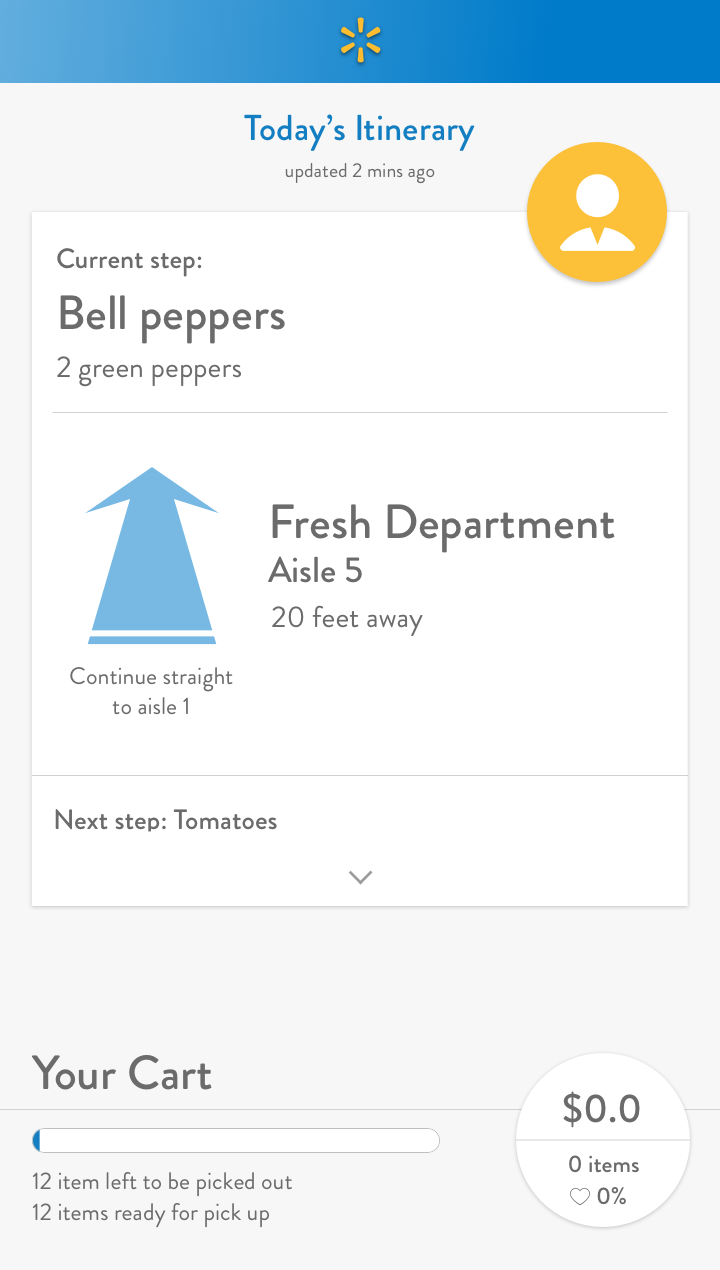 Today's Itinerary
updated 2 mins ago
Current step:
Bell peppers
2 green peppers
Fresh Department
Aisle 5
20 feet away
Continue straight
to aisle 1
Next step: Tomatoes
Your Cart
$0.0
0 items
0%
12 item left to be picked out
12 items ready for pick up